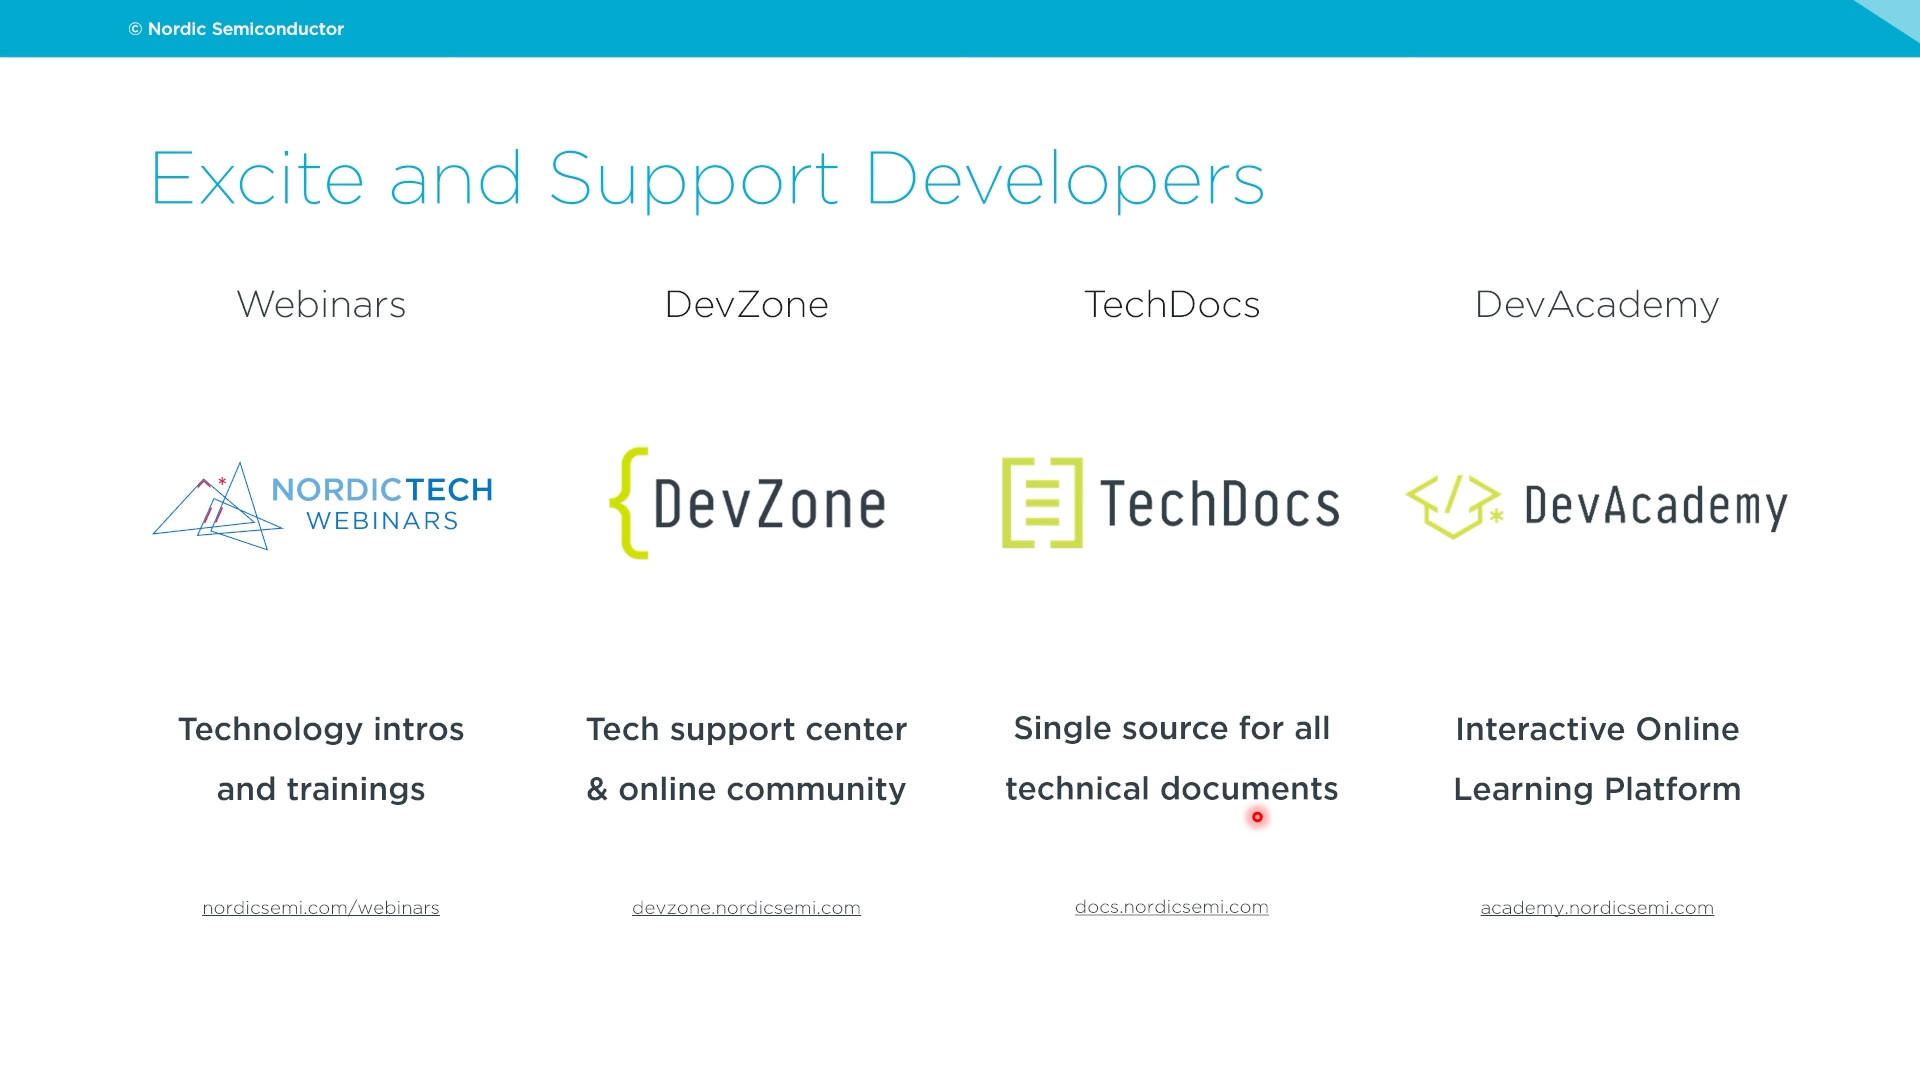 © Nordic Semiconductor
Excite and Support Developers
Webinars
DevZone
TechDocs
DevAcademy
NORDICTECH
WEBINARS
DevZone
TechDocs
DevAcademy
Technology intros
and trainings
Tech support center
& online community
Single source for all
technical documents
Interactive Online
Learning Platform
nordicsemi.com/webinars
devzone.nordicsemi.com
docs.nordicsemi.com
academy.nordicsemi.com